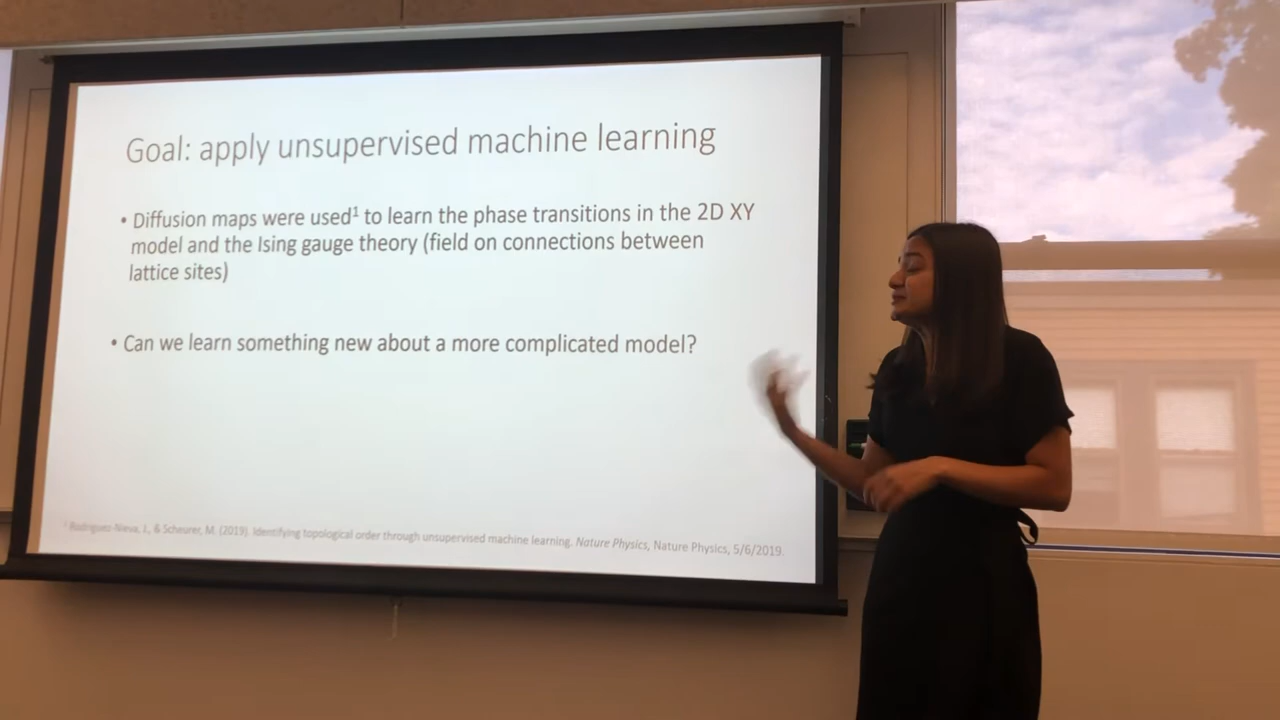 Goal: apply unsupervised machine learning
• Diffusion maps were used¹ to learn the phase transitions in the 2D XY
model and the Ising gauge theory (field on connections between
lattice sites)
• Can we learn something new about a more complicated model?
¹ Rodriguez-Nieva, J., & Scheurer, M. (2019). Identifying topological order through unsupervised machine learning. Nature Physics, Nature Physics, 5/6/2019.